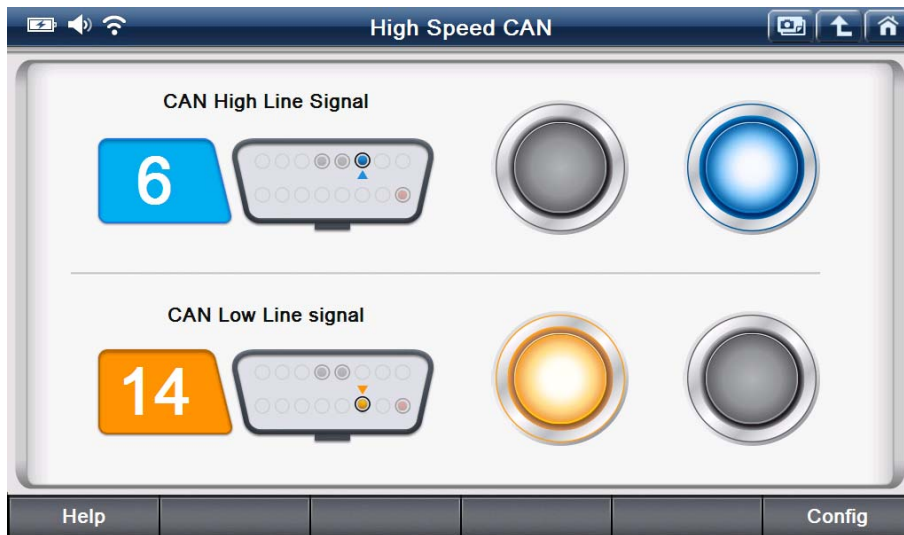 High Speed CAN
CAN High Line Signal
6
CAN Low Line signal
14
Help
Config